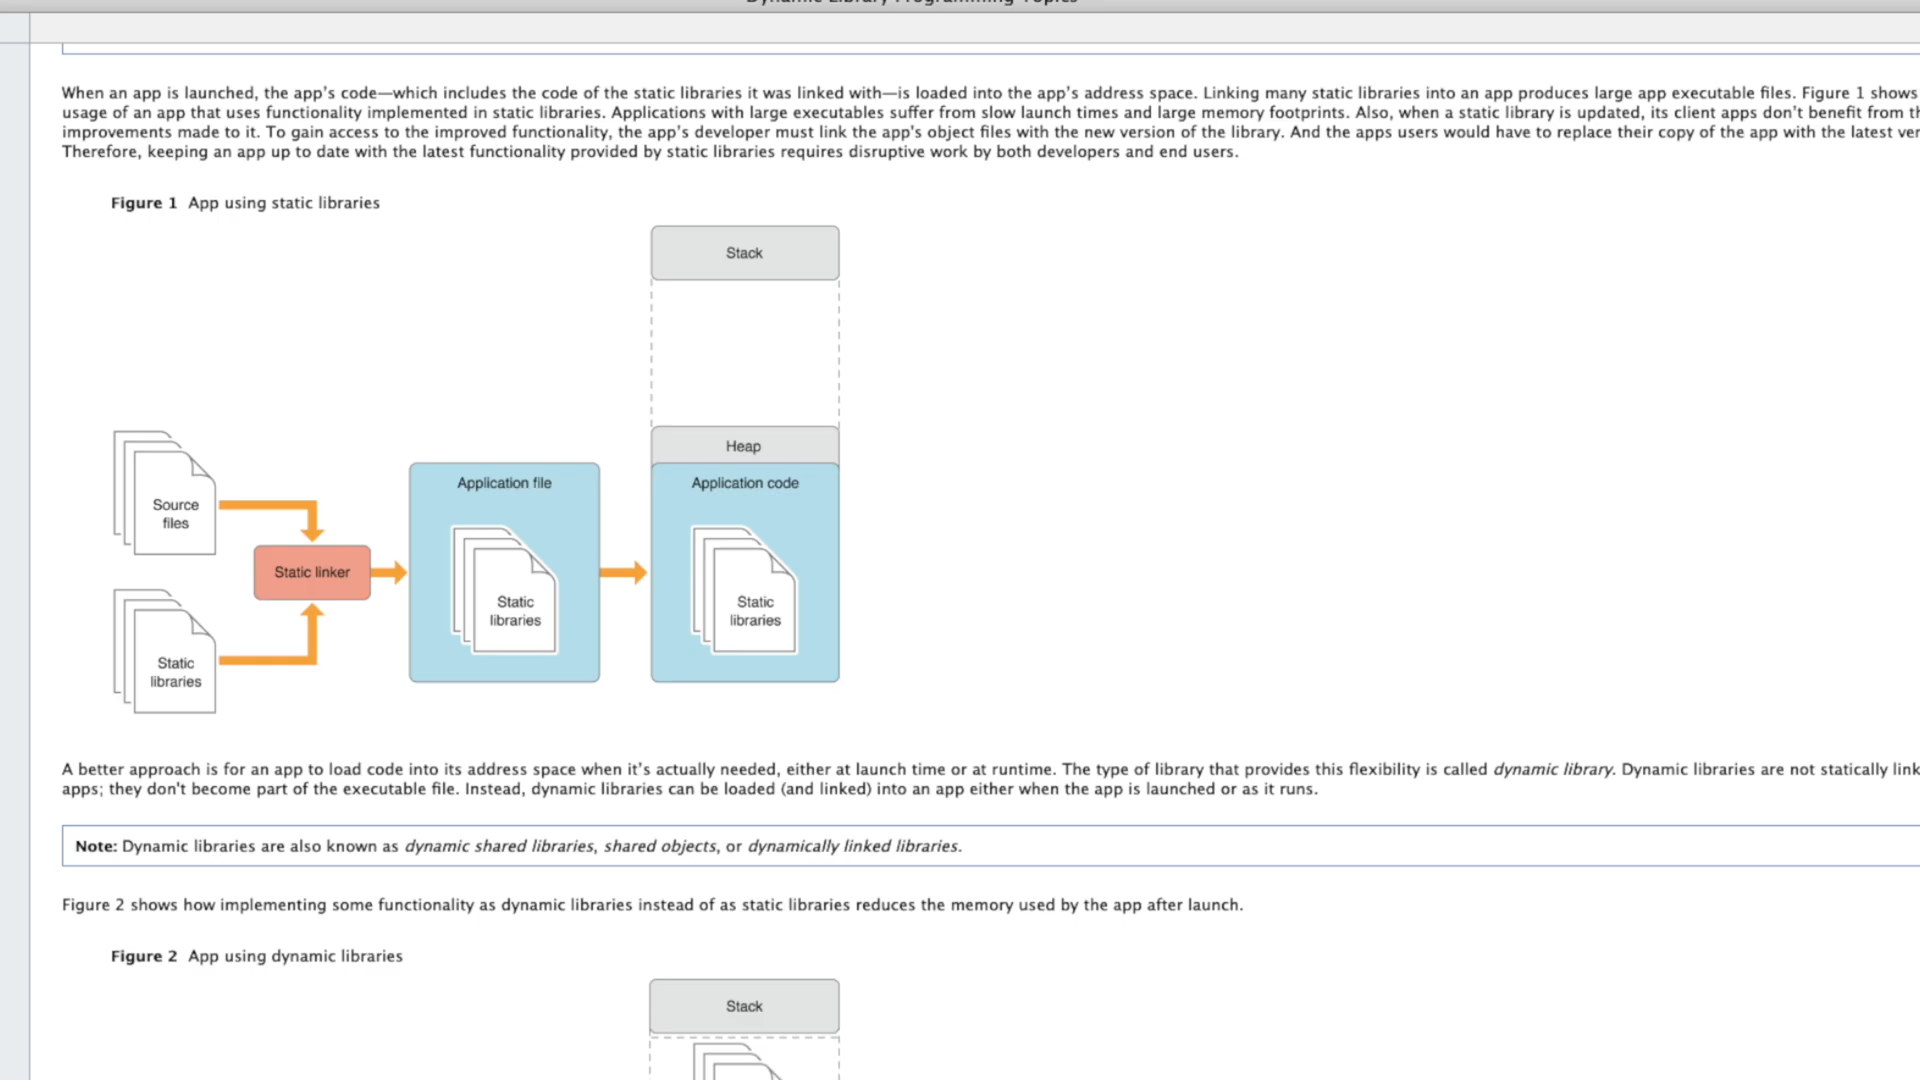 Dynamic Library Programming Topics
When an app is launched, the app's code—which includes the code of the static libraries it was linked with—is loaded into the app's address space. Linking many static libraries into an app produces large app executable files. Figure 1 shows
usage of an app that uses functionality implemented in static libraries. Applications with large executables suffer from slow launch times and large memory footprints. Also, when a static library is updated, its client apps don't benefit from
improvements made to it. To gain access to the improved functionality, the app's developer must link the app's object files with the new version of the library. And the apps users would have to replace their copy of the app with the latest
Therefore, keeping an app up to date with the latest functionality provided by static libraries requires disruptive work by both developers and end users.
Figure 1 App using static libraries
Stack
Heap
Application file
Application code
Source
files
Static linker
Static
libraries
Static
libraries
Static
libraries
A better approach is for an app to load code into its address space when it's actually needed, either at launch time or at runtime. The type of library that provides this flexibility is called dynamic library. Dynamic libraries are not statically
apps; they don't become part of the executable file. Instead, dynamic libraries can be loaded (and linked) into an app either when the app is launched or as it runs.
Note: Dynamic libraries are also known as dynamic shared libraries, shared objects, or dynamically linked libraries.
Figure 2 shows how implementing some functionality as dynamic libraries instead of as static libraries reduces the memory used by the app after launch.
Figure 2 App using dynamic libraries
Stack